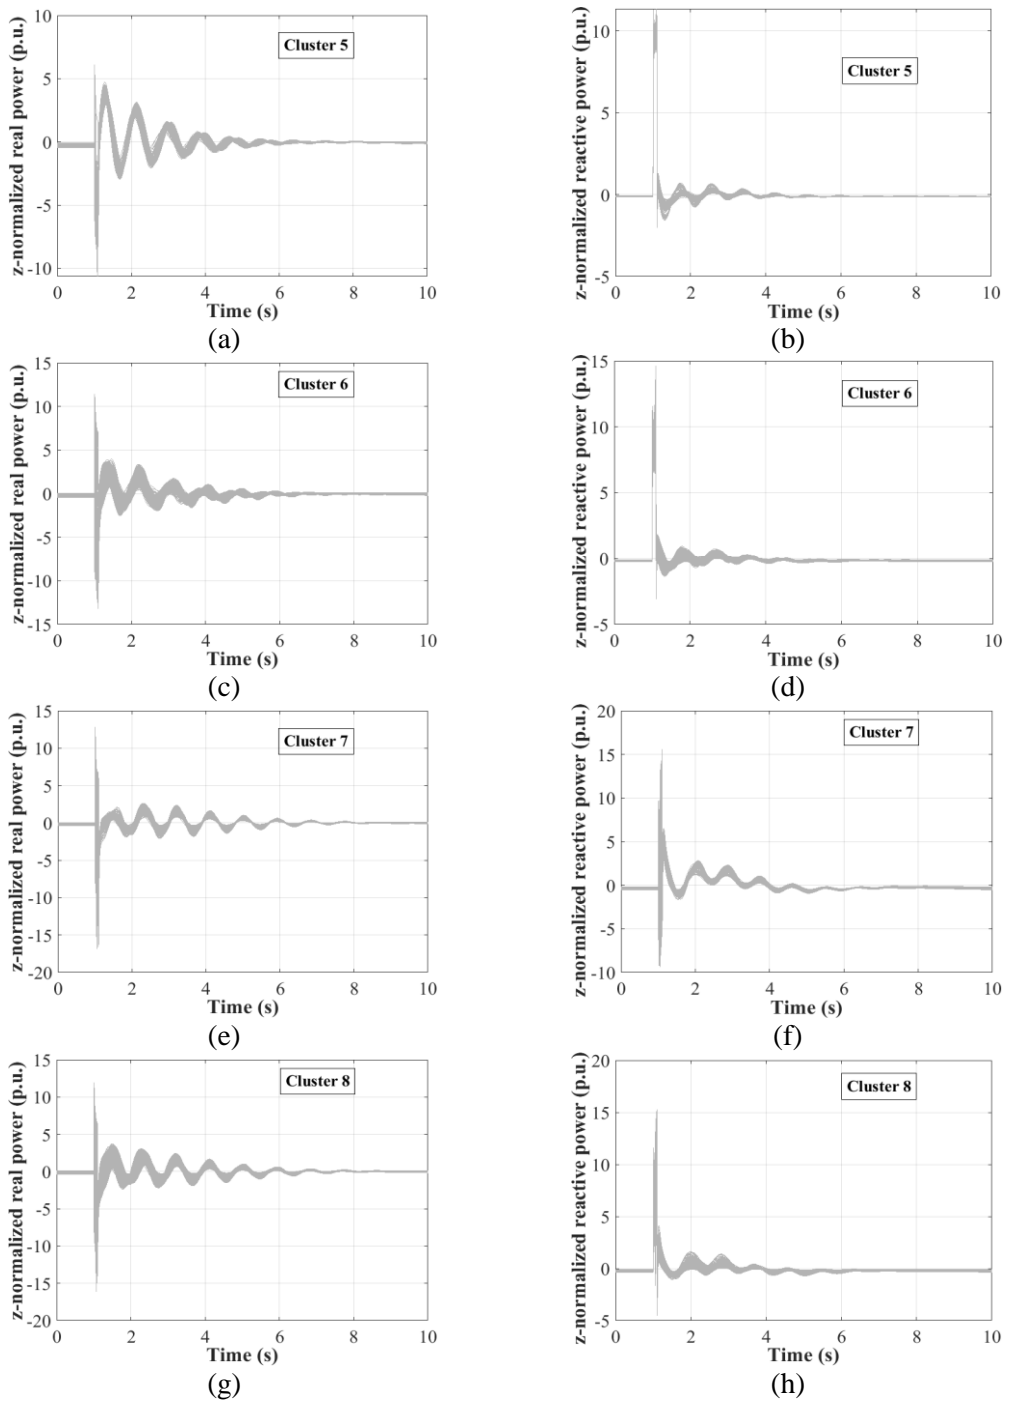 z-normalized real power (p.u.)
10
5
0
-5
-10
Cluster 5
0 2 4 6 8 10
Time (s)
(a)
z-normalized reactive power (p.u.)
10
5
0
-5
Cluster 5
0 2 4 6 8 10
Time (s)
(b)
z-normalized real power (p.u.)
15
10
5
0
-5
-10
-15
Cluster 6
0 2 4 6 8 10
Time (s)
(c)
z-normalized reactive power (p.u.)
15
10
5
0
-5
Cluster 6
0 2 4 6 8 10
Time (s)
(d)
z-normalized real power (p.u.)
15
10
5
0
-5
-10
-15
-20
Cluster 7
0 2 4 6 8 10
Time (s)
(e)
z-normalized reactive power (p.u.)
20
15
10
5
0
-5
-10
Cluster 7
0 2 4 6 8 10
Time (s)
(f)
z-normalized real power (p.u.)
15
10
5
0
-5
-10
-15
-20
Cluster 8
0 2 4 6 8 10
Time (s)
(g)
z-normalized reactive power (p.u.)
20
15
10
5
0
-5
Cluster 8
0 2 4 6 8 10
Time (s)
(h)